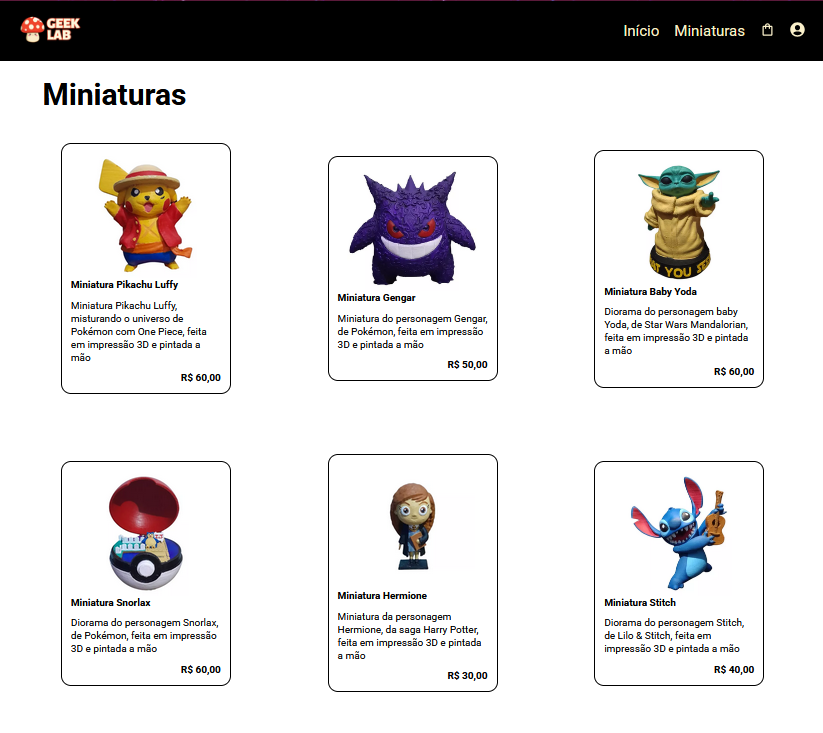 GEEK
LAB
Início
Miniaturas
Miniaturas
Miniatura Pikachu Luffy
Miniatura Pikachu Luffy,
misturando o universo de
Pokémon com One Piece, feita
em impressão 3D e pintada a
mão
R$ 60,00
Miniatura Gengar
Miniatura do personagem Gengar,
de Pokémon, feita em impressão
3D e pintada a mão
R$ 50,00
YOU
Miniatura Baby Yoda
Diorama do personagem baby
Yoda, de Star Wars Mandalorian,
feita em impressão 3D e pintada
a mão
R$ 60,00
Miniatura Snorlax
Diorama do personagem Snorlax,
de Pokémon, feita em impressão
3D e pintada a mão
R$ 60,00
Miniatura Hermione
Miniatura da personagem
Hermione, da saga Harry Potter,
feita em impressão 3D e pintada
a mão
R$ 30,00
Miniatura Stitch
Diorama do personagem Stitch,
de Lilo & Stitch, feita em
impressão 3D e pintada a mão
R$ 40,00